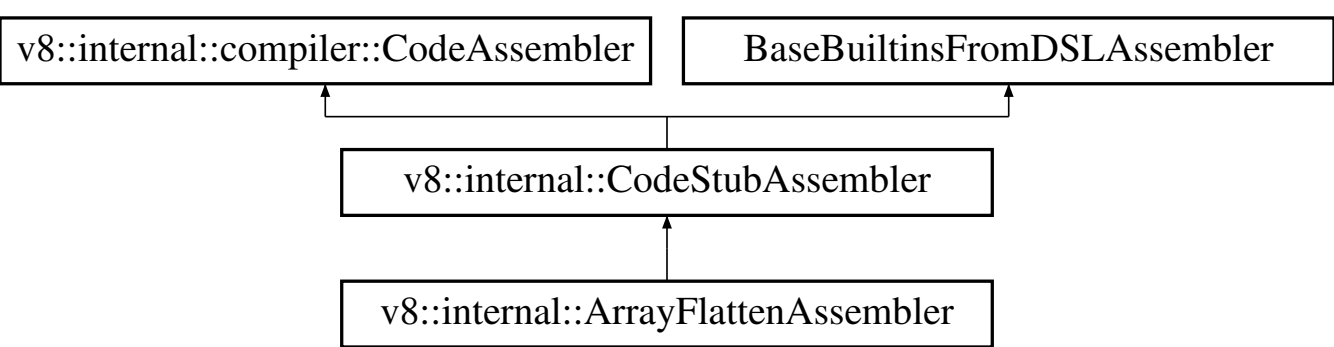 v8::internal::compiler::CodeAssembler
BaseBuiltinsFromDSLAssembler
v8::internal::CodeStubAssembler
v8::internal::ArrayFlattenAssembler